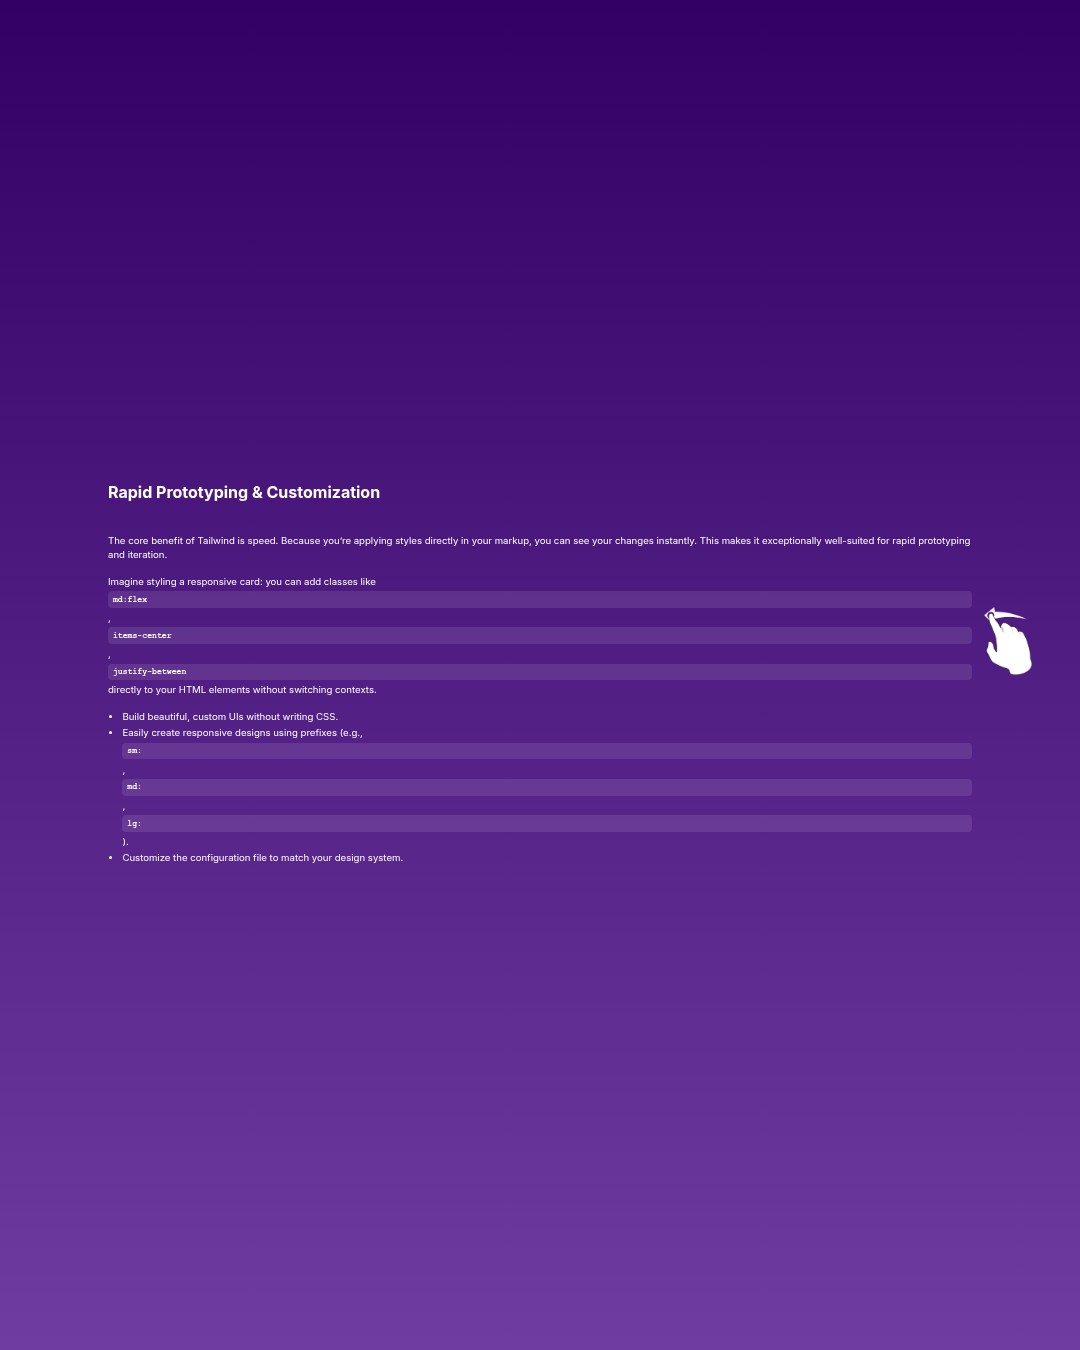 Rapid Prototyping & Customization
The core benefit of Tailwind is speed. Because you're applying styles directly in your markup, you can see your changes instantly. This makes it exceptionally well-suited for rapid prototyping
and iteration.
Imagine styling a responsive card: you can add classes like
md:flex
,
items-center
,
justify-between
directly to your HTML elements without switching contexts.
• Build beautiful, custom UIs without writing CSS.
• Easily create responsive designs using prefixes (e.g.,
sm:
,
md:
,
lg:
).
• Customize the configuration file to match your design system.